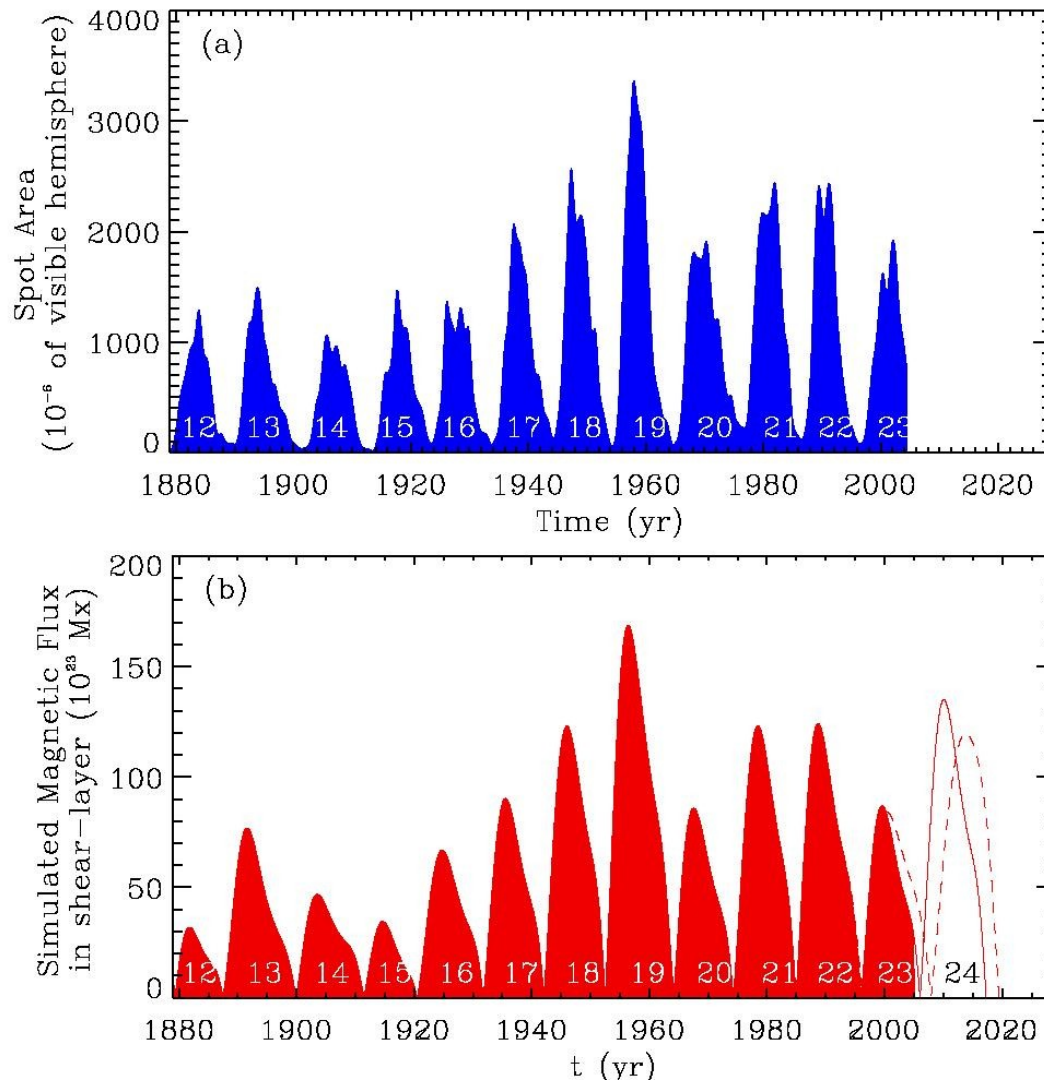 (a)
Spot Area
(10⁻⁶ of visible hemisphere)
4000
3000
2000
1000
0
12 13 14 15 16 17 18 19 20 21 22 23
1880 1900 1920 1940 1960 1980 2000 2020
Time (yr)
(b)
Simulated Magnetic Flux
in shear-layer (10²³ Mx)
200
150
100
50
0
12 13 14 15 16 17 18 19 20 21 22 23 24
1880 1900 1920 1940 1960 1980 2000 2020
t (yr)